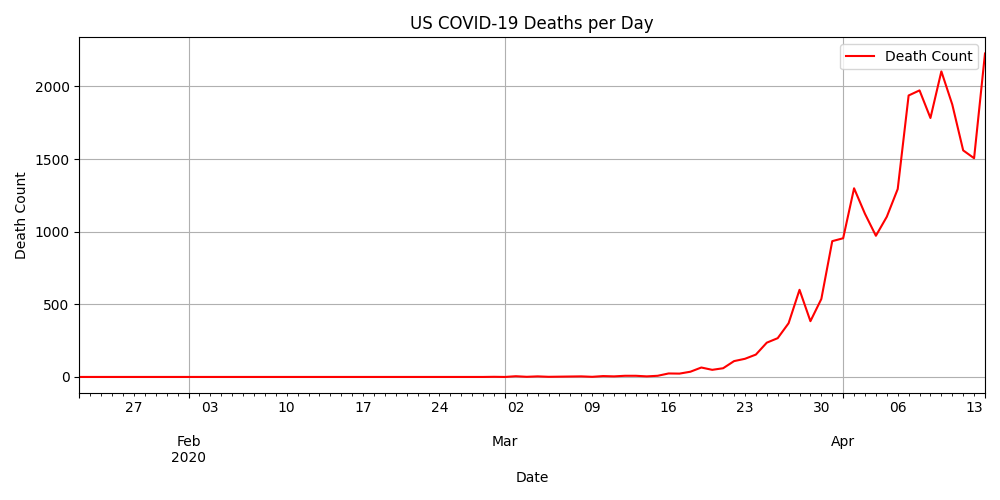 US COVID-19 Deaths per Day
Death Count
Death Count
2000
1500
1000
500
0
27 03 10 17 24 02 09 16 23 30 06 13
Feb Mar Apr
2020
Date